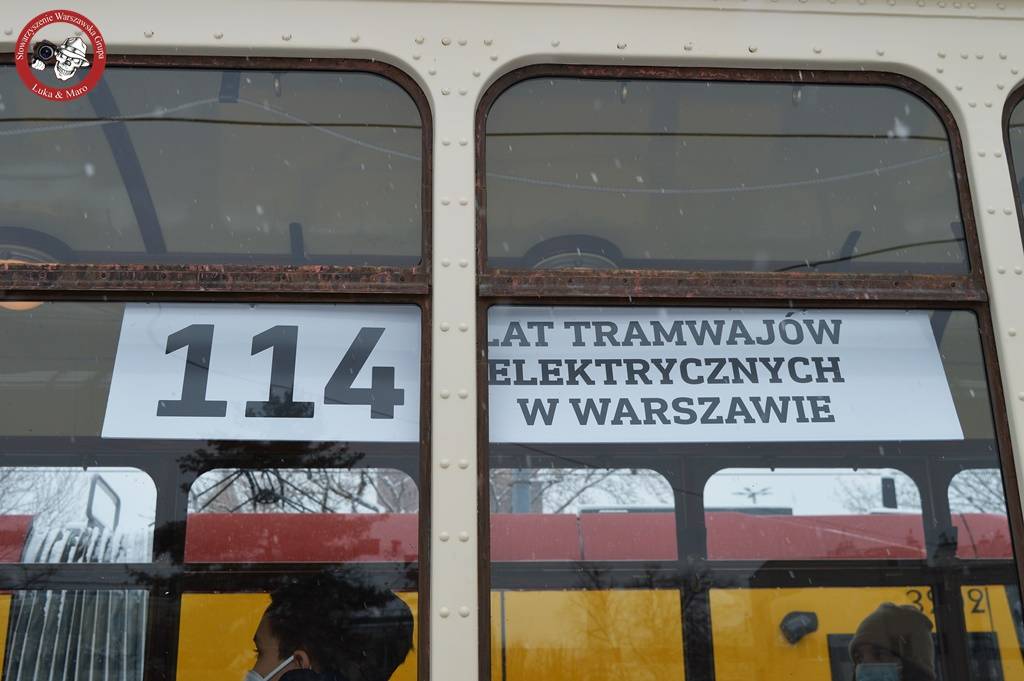 Stowarzyszenie Warszawska Grupa
Luka & Maro
114
LAT TRAMWAJÓW
ELEKTRYCZNYCH
W WARSZAWIE